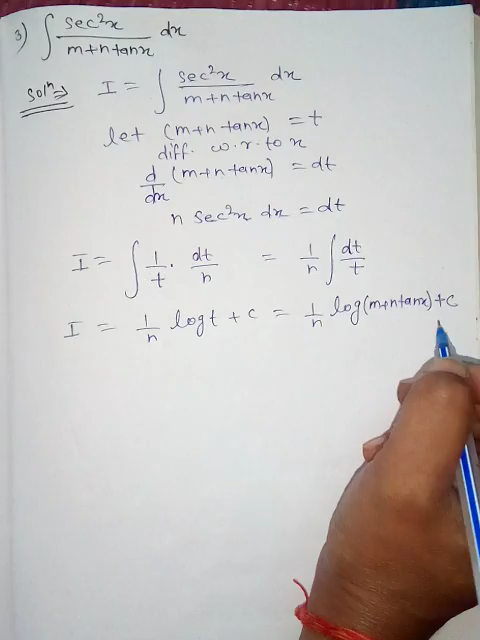 3) ∫ sec²x / m+n tanx dx
Solⁿ⇒ I = ∫ sec²x / m+n tanx dx
let (m+n tanx) = t
diff. w.r.to x
d/dx (m+n tanx) = dt
n sec²x dx = dt
I = ∫ 1/t · dt/n = 1/n ∫ dt/t
I = 1/n log t + c = 1/n log(m+n tanx)+c